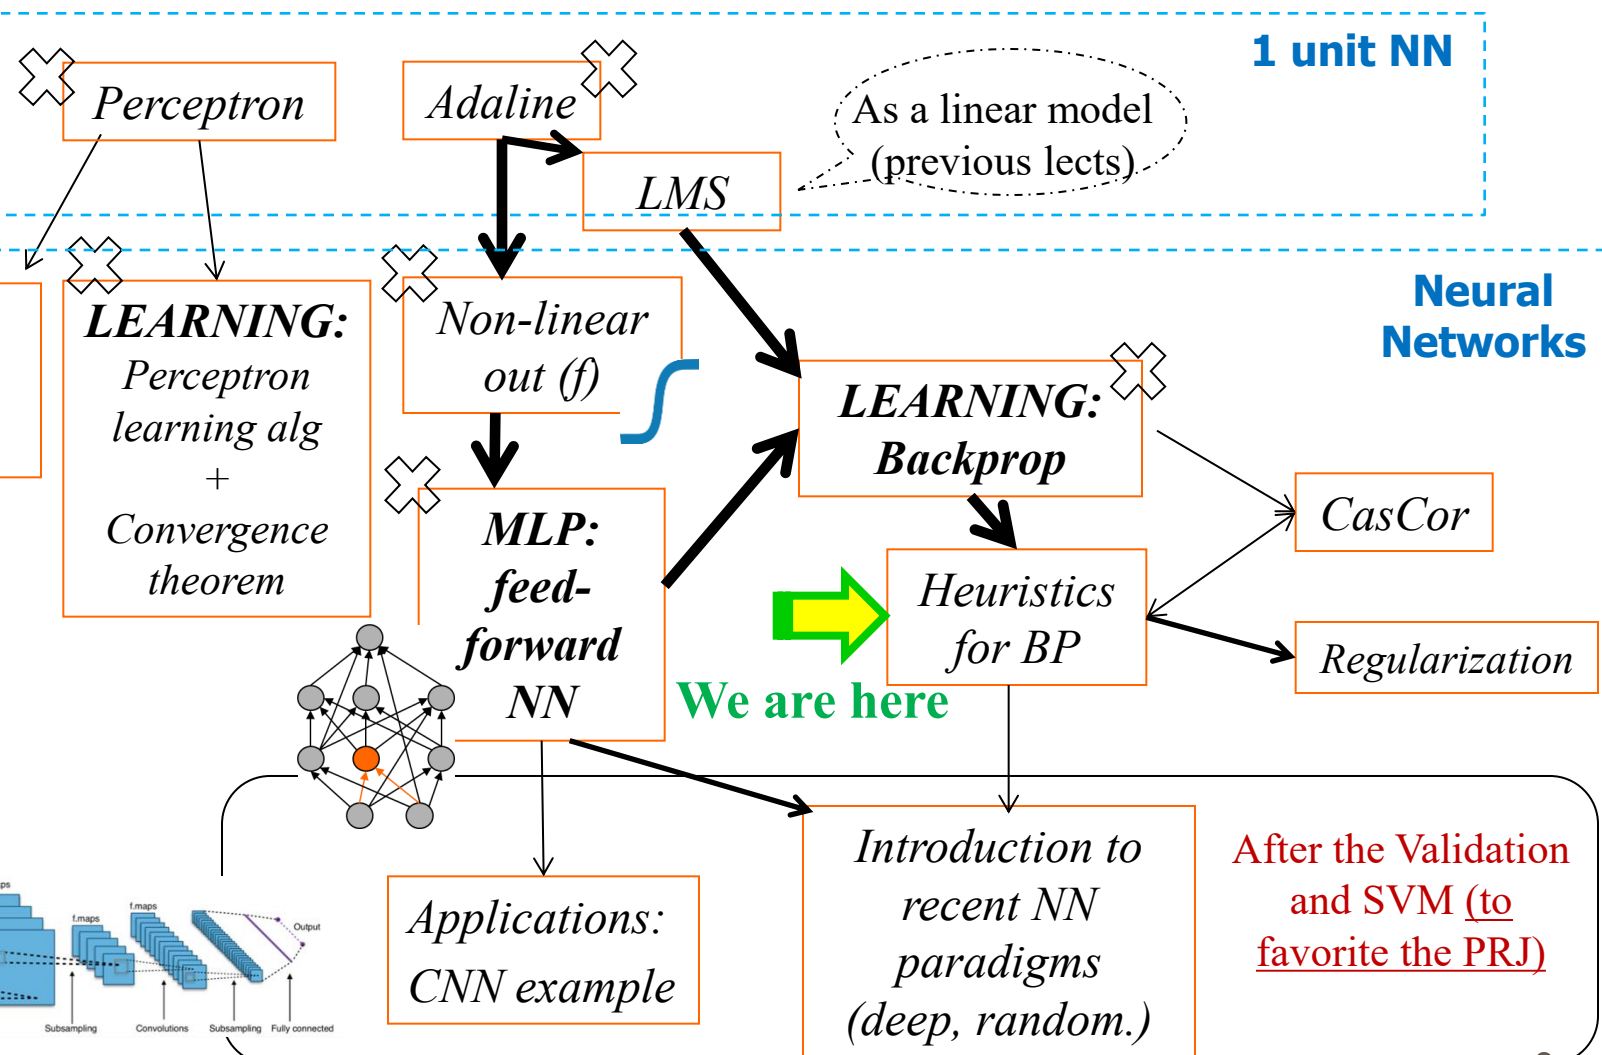 1 unit NN
Perceptron
Adaline
As a linear model
(previous lects)
LMS
Neural
Networks
LEARNING:
Perceptron
learning alg
+
Convergence
theorem
Non-linear
out (f)
LEARNING:
Backprop
CasCor
MLP:
feed-
forward
NN
Heuristics
for BP
Regularization
We are here
Applications:
CNN example
Introduction to
recent NN
paradigms
(deep, random.)
After the Validation
and SVM (to
favorite the PRJ)
f.maps
f.maps
Output
Subsampling
Convolutions
Subsampling
Fully connected